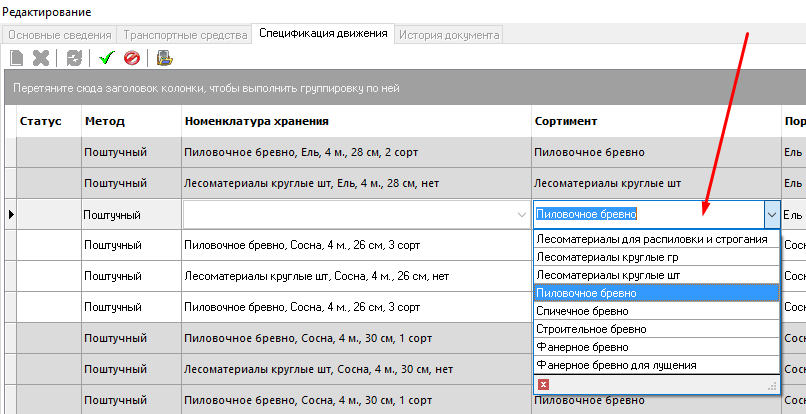 Редактирование
Основные сведения Транспортные средства Спецификация движения История документа
Перетяните сюда заголовок колонки, чтобы выполнить группировку по ней
Статус Метод Номенклатура хранения Сортимент Пор
Поштучный Пиловочное бревно, Ель, 4 м., 28 см, 2 сорт Пиловочное бревно Ель
Поштучный Лесоматериалы круглые шт, Ель, 4 м., 28 см, нет Лесоматериалы круглые шт Ель
Поштучный Пиловочное бревно Ель
Поштучный Пиловочное бревно, Сосна, 4 м., 26 см, 3 сорт Сосн
Поштучный Лесоматериалы круглые шт, Сосна, 4 м., 26 см, нет Сосн
Поштучный Пиловочное бревно, Сосна, 4 м., 26 см, 3 сорт Сосн
Поштучный Пиловочное бревно, Сосна, 4 м., 30 см, 1 сорт Сосн
Поштучный Лесоматериалы круглые шт, Сосна, 4 м., 30 см, нет Сосн
Поштучный Пиловочное бревно, Сосна, 4 м., 30 см, 1 сорт Сосн
Лесоматериалы для распиловки и строгания
Лесоматериалы круглые гр
Лесоматериалы круглые шт
Пиловочное бревно
Спичечное бревно
Строительное бревно
Фанерное бревно
Фанерное бревно для лущения